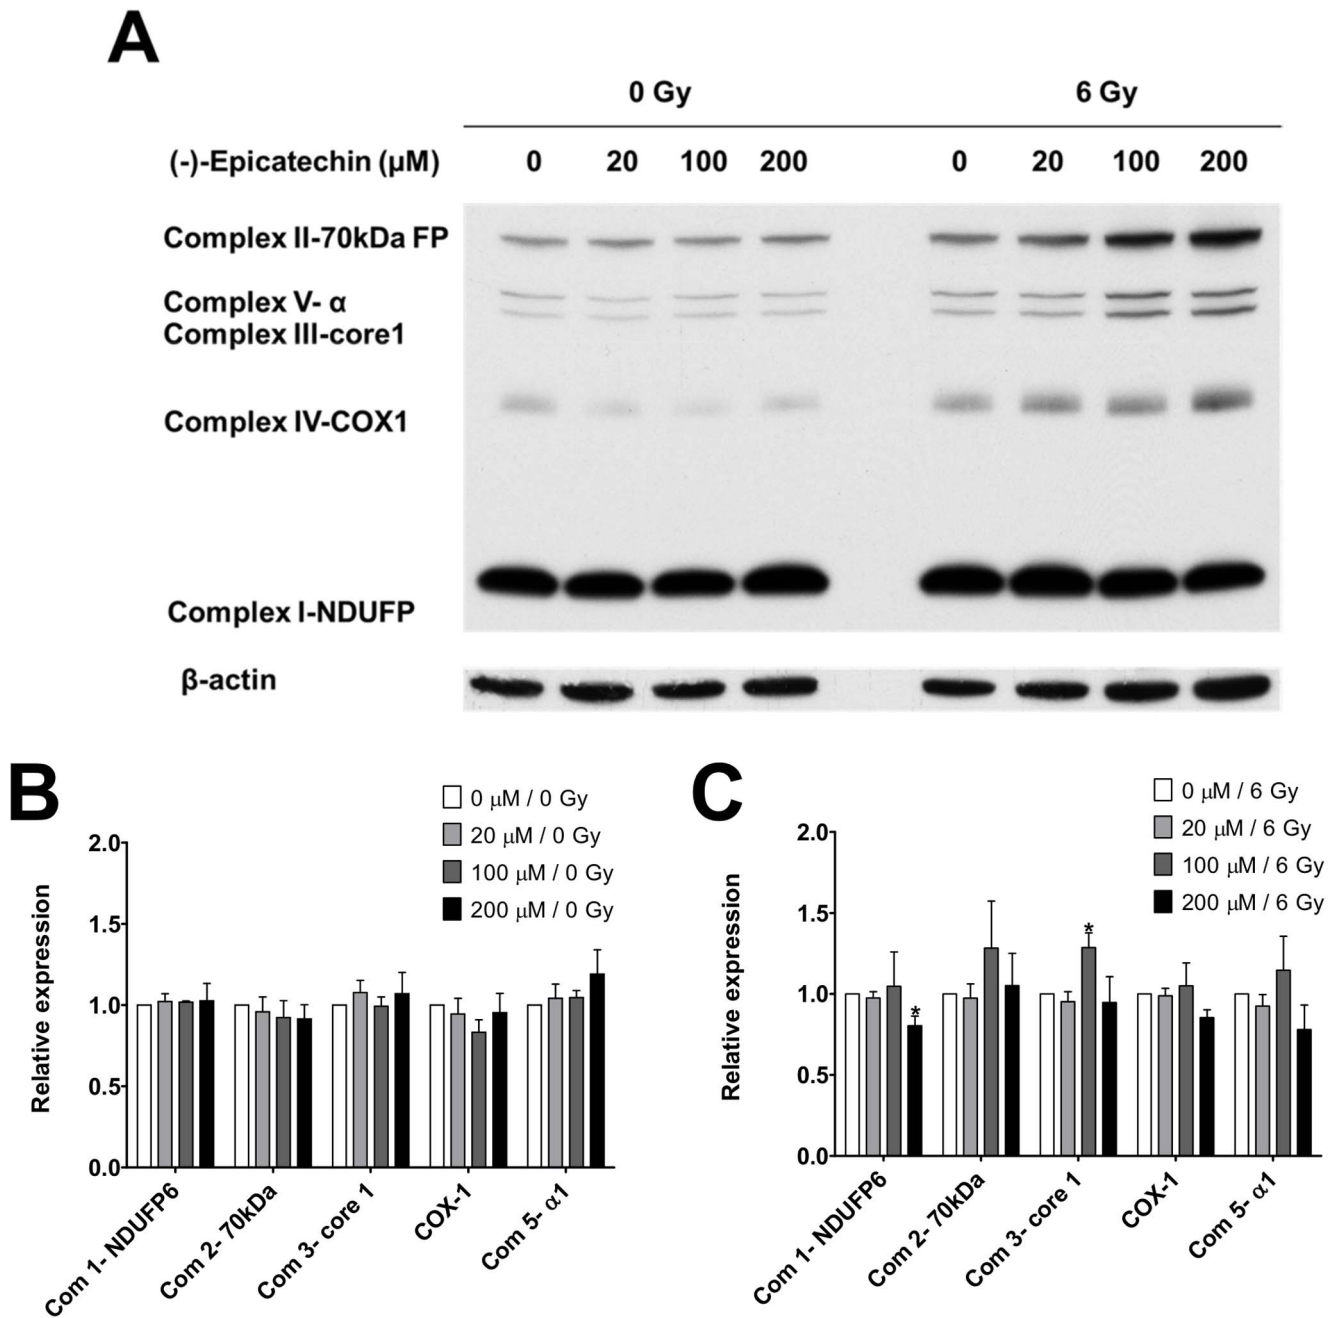 A
0 Gy 6 Gy
(-)-Epicatechin (µM) 0 20 100 200 0 20 100 200
Complex II-70kDa FP
Complex V- α
Complex III-core1
Complex IV-COX1
Complex I-NDUFP
β-actin
B
0 µM / 0 Gy
20 µM / 0 Gy
100 µM / 0 Gy
200 µM / 0 Gy
Relative expression
2.0
1.5
1.0
0.5
0.0
Com 1- NDUFP6
Com 2- 70kDa
Com 3- core 1
COX-1
Com 5- α1
C
0 µM / 6 Gy
20 µM / 6 Gy
100 µM / 6 Gy
200 µM / 6 Gy
Relative expression
2.0
1.5
1.0
0.5
0.0
*
*
Com 1- NDUFP6
Com 2- 70kDa
Com 3- core 1
COX-1
Com 5- α1